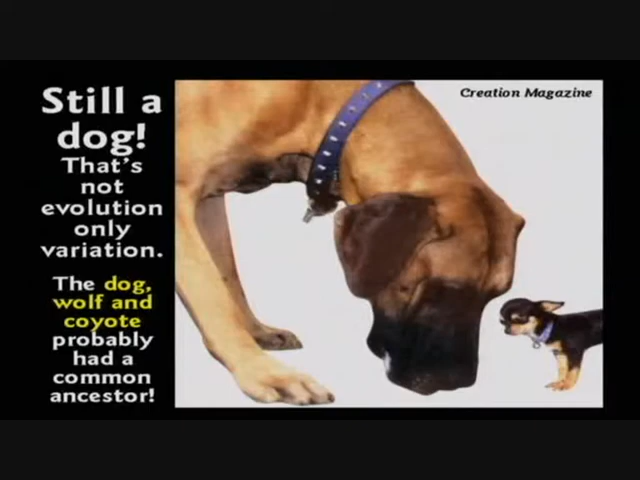 Still a
dog!
That's
not
evolution
only
variation.
The dog,
wolf and
coyote
probably
had a
common
ancestor!
Creation Magazine